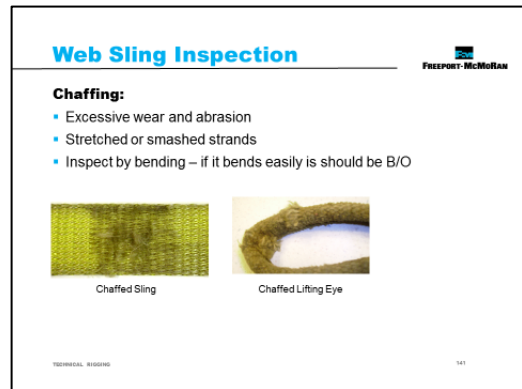 Web Sling Inspection
FREEPORT-MCMORAN
Chaffing:
▪ Excessive wear and abrasion
▪ Stretched or smashed strands
▪ Inspect by bending – if it bends easily is should be B/O
Chaffed Sling
Chaffed Lifting Eye
TECHNICAL RIGGING
141